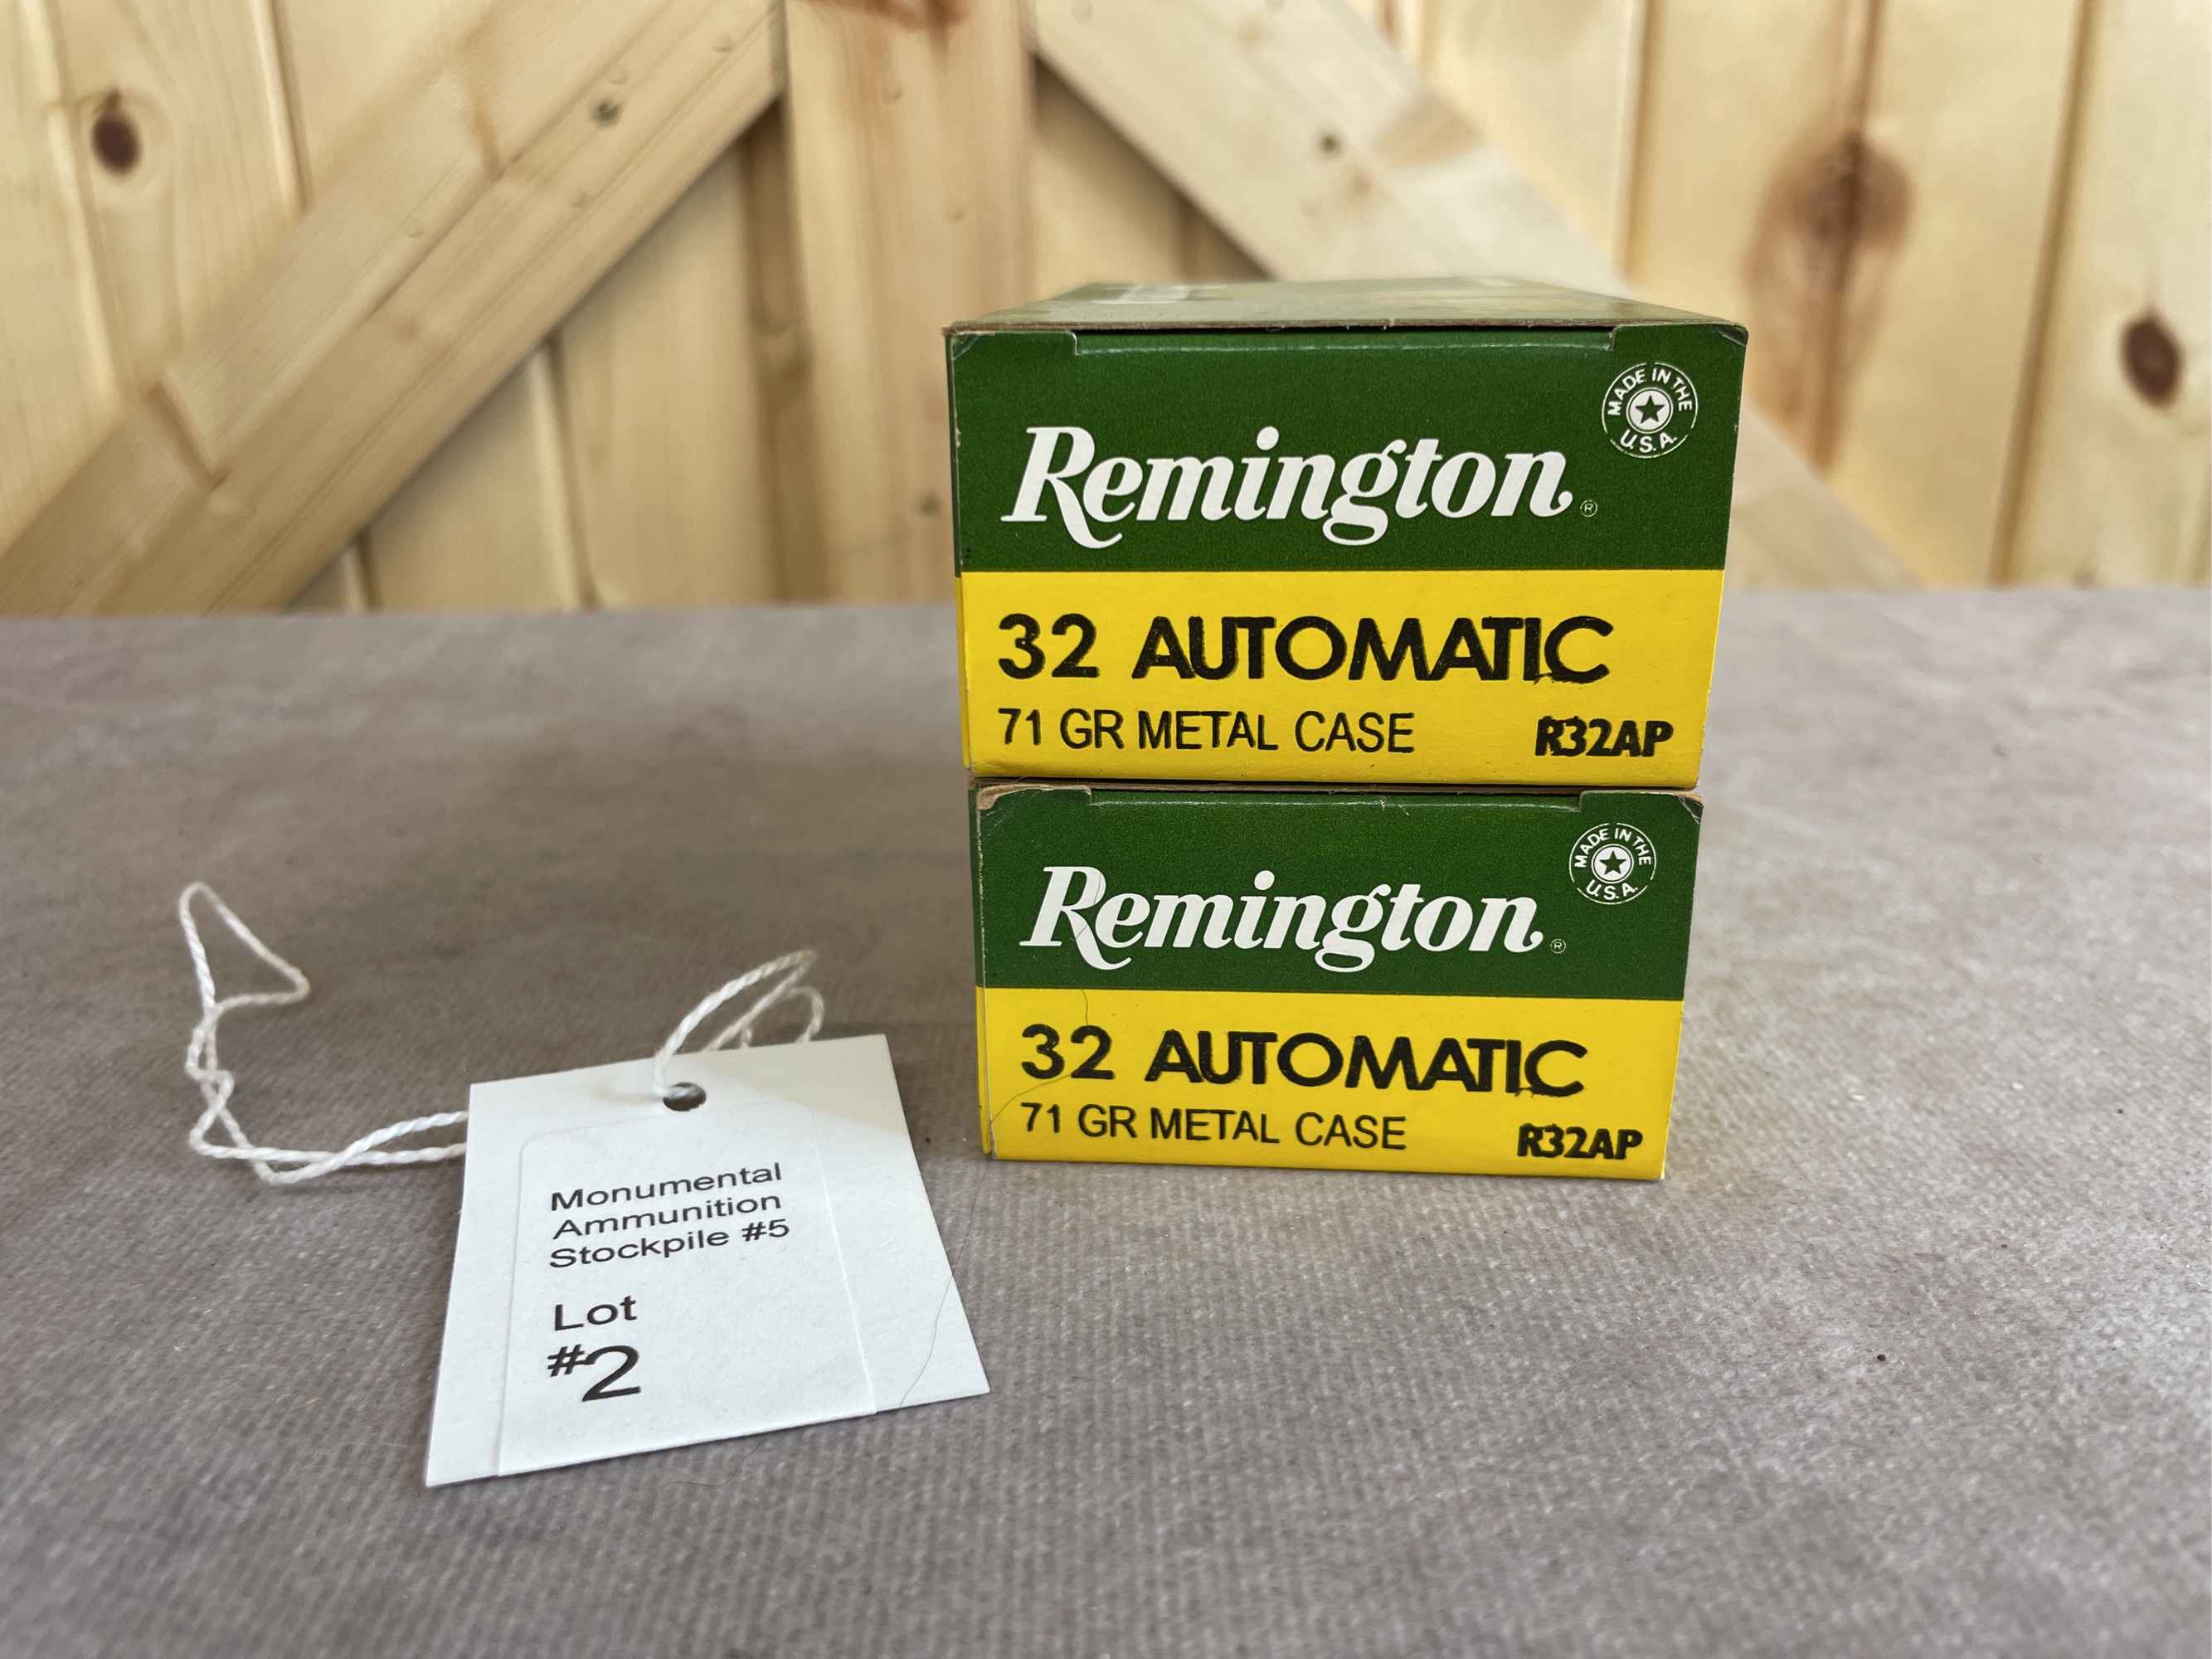 MADE IN THE
U.S.A.
Remington®
32 AUTOMATIC
71 GR METAL CASE R32AP
MADE IN THE
U.S.A.
Remington®
32 AUTOMATIC
71 GR METAL CASE R32AP
Monumental
Ammunition
Stockpile #5
Lot
#2